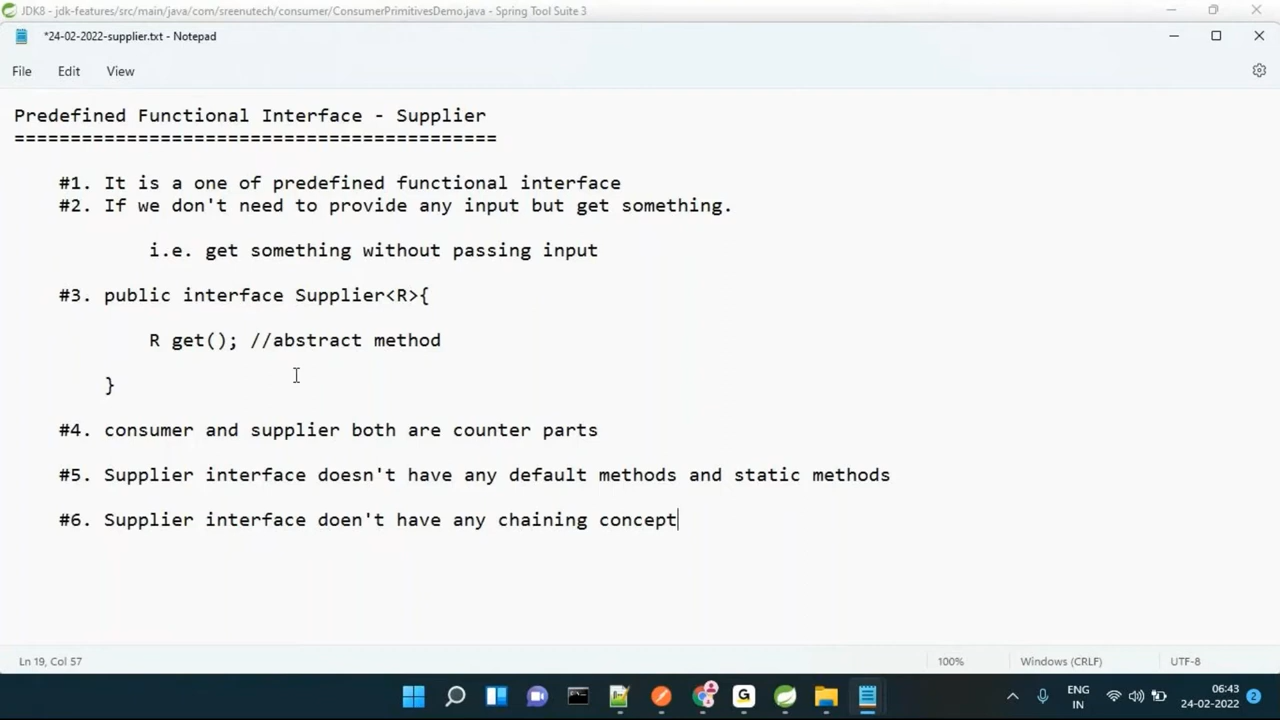 JDK8 - jdk-features/src/main/java/com/sreenutech/consumer/ConsumerPrimitivesDemo.java - Spring Tool Suite 3
*24-02-2022-supplier.txt - Notepad
File Edit View
Predefined Functional Interface - Supplier
===========================================
#1. It is a one of predefined functional interface
#2. If we don't need to provide any input but get something.
i.e. get something without passing input
#3. public interface Supplier<R>{
R get(); //abstract method
}
#4. consumer and supplier both are counter parts
#5. Supplier interface doesn't have any default methods and static methods
#6. Supplier interface doen't have any chaining concept
Ln 19, Col 57 100% Windows (CRLF) UTF-8
ENG 06:43
IN 24-02-2022 2